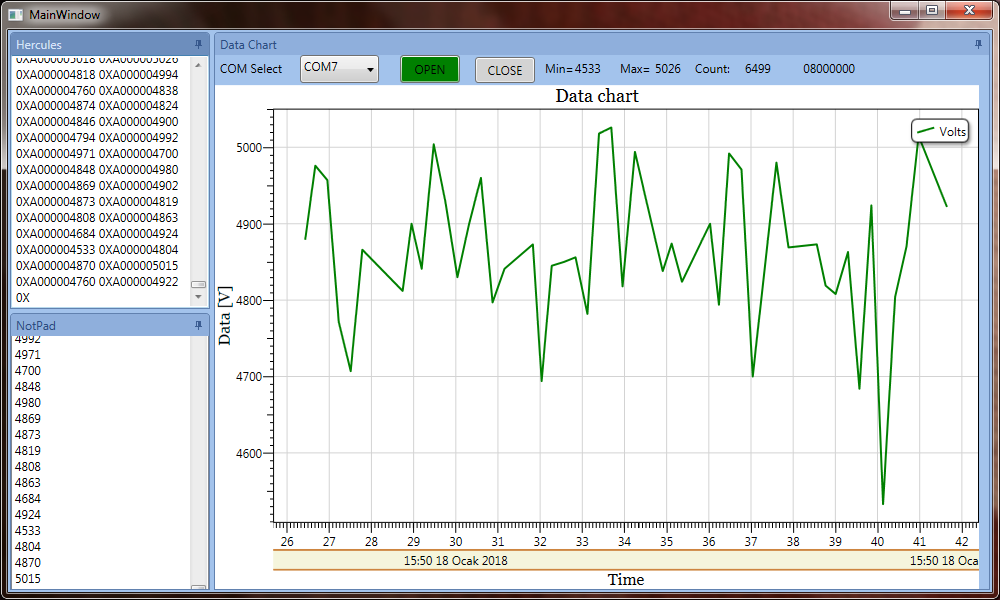 MainWindow
Hercules
0XA000005018 0XA000005026
0XA000004818 0XA000004994
0XA000004760 0XA000004838
0XA000004874 0XA000004824
0XA000004846 0XA000004900
0XA000004794 0XA000004992
0XA000004971 0XA000004700
0XA000004848 0XA000004980
0XA000004869 0XA000004902
0XA000004873 0XA000004819
0XA000004808 0XA000004863
0XA000004684 0XA000004924
0XA000004533 0XA000004804
0XA000004870 0XA000005015
0XA000004760 0XA000004922
0X
NotPad
4992
4971
4700
4848
4980
4869
4873
4819
4808
4863
4684
4924
4533
4804
4870
5015
Data Chart
COM Select COM7 OPEN CLOSE Min= 4533 Max= 5026 Count: 6499 08000000
Data chart
Volts
Data [V]
5000
4900
4800
4700
4600
26 27 28 29 30 31 32 33 34 35 36 37 38 39 40 41 42
15:50 18 Ocak 2018 15:50 18 Oca
Time